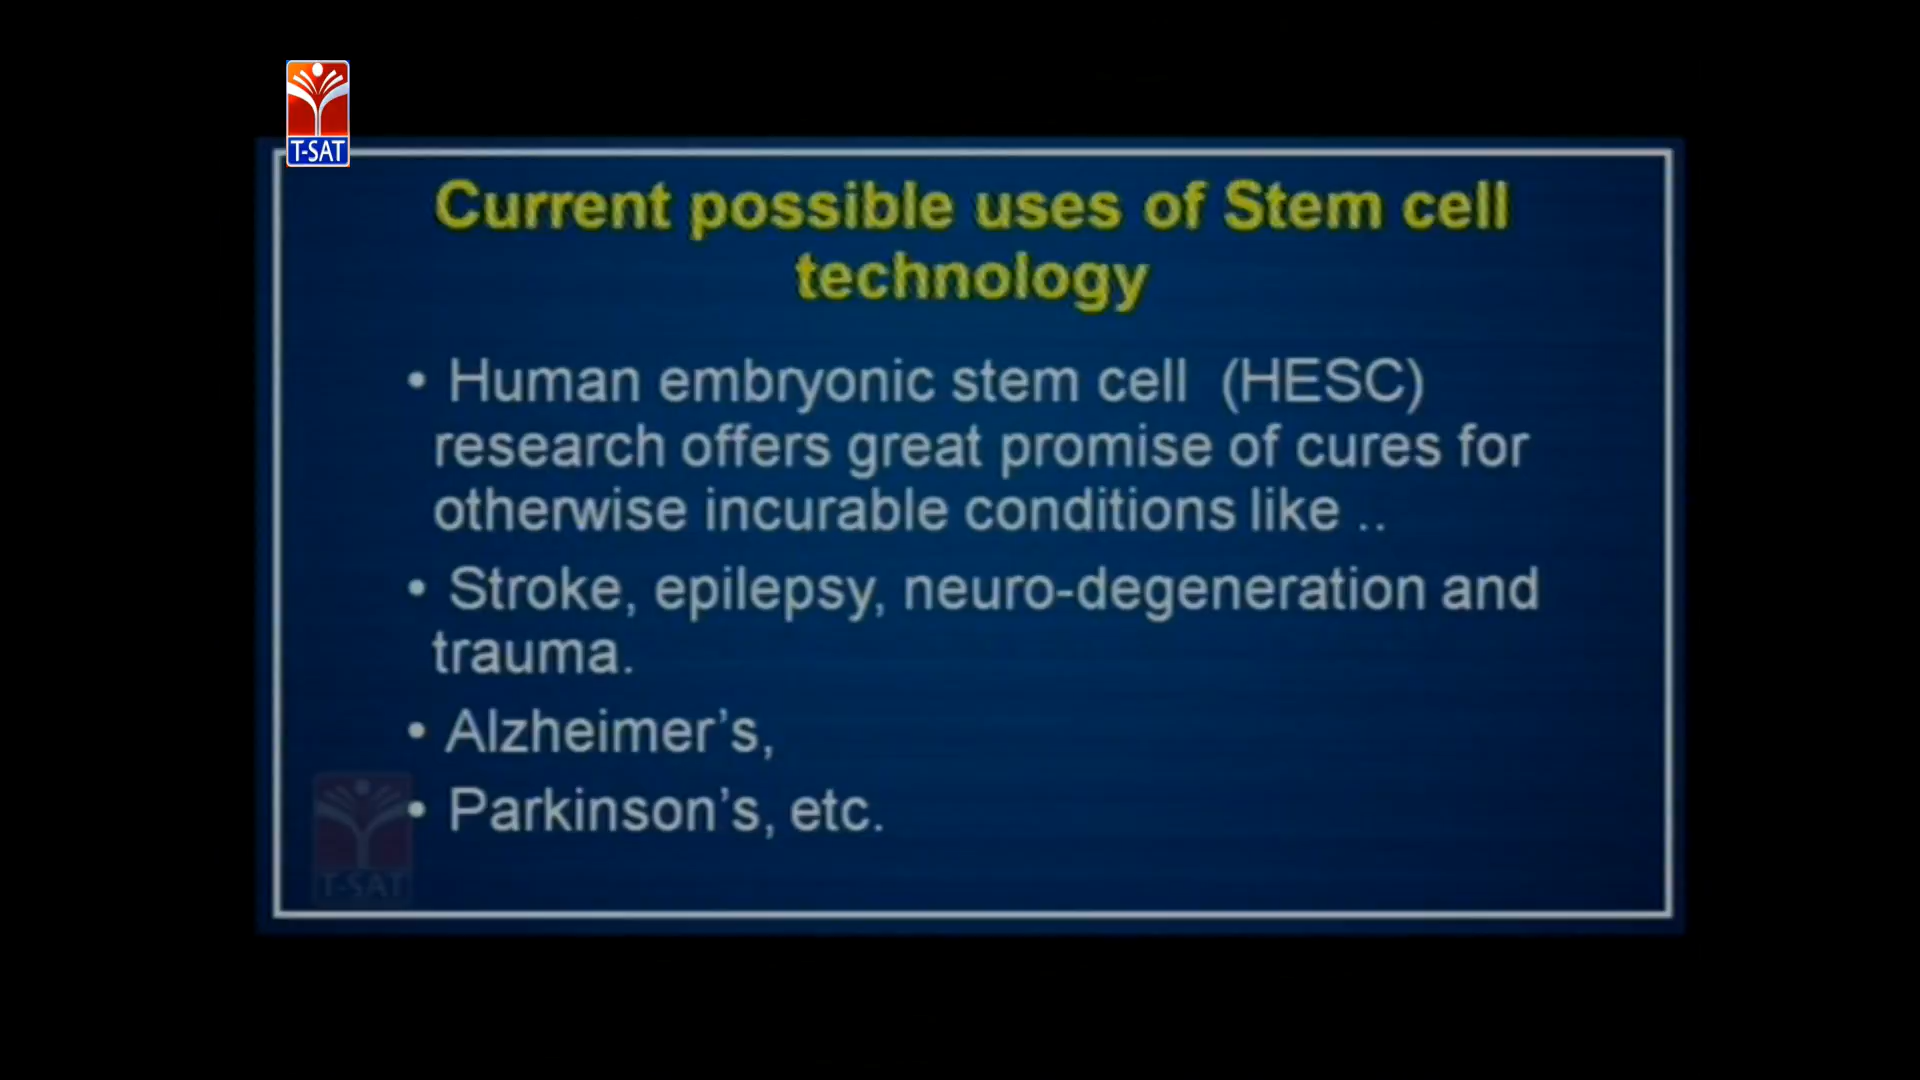 T-SAT
Current possible uses of Stem cell
technology
• Human embryonic stem cell (HESC)
research offers great promise of cures for
otherwise incurable conditions like ..
• Stroke, epilepsy, neuro-degeneration and
trauma.
• Alzheimer's,
• Parkinson's, etc.
T-SAT